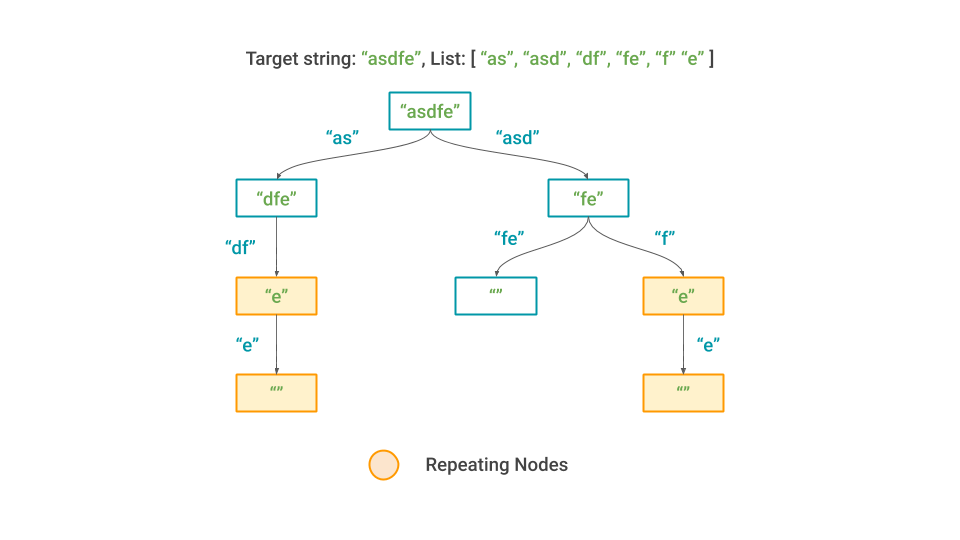 Target string: “asdfe”, List: [ “as”, “asd”, “df”, “fe”, “f” “e” ]
“asdfe”
“as”
“asd”
“dfe”
“fe”
“df”
“fe”
“f”
“e”
“”
“e”
“e”
“e”
“”
“”
Repeating Nodes